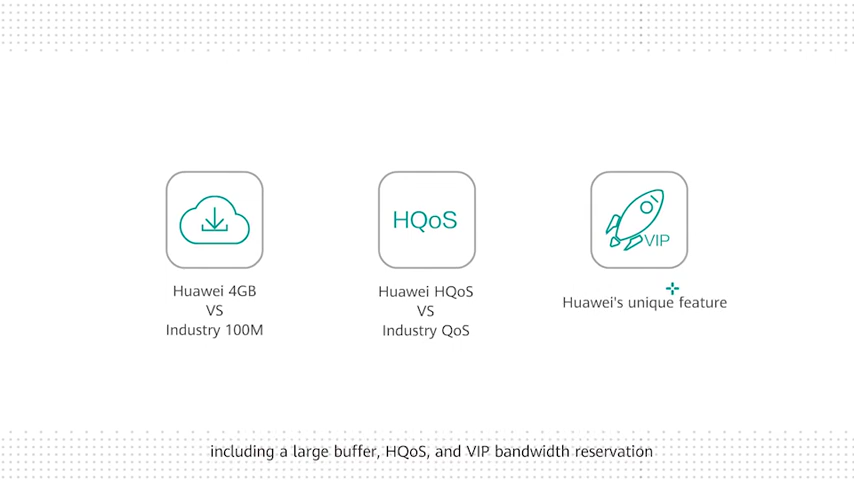 HQoS
VIP
Huawei 4GB
VS
Industry 100M
Huawei HQoS
VS
Industry QoS
Huawei's unique feature
including a large buffer, HQoS, and VIP bandwidth reservation